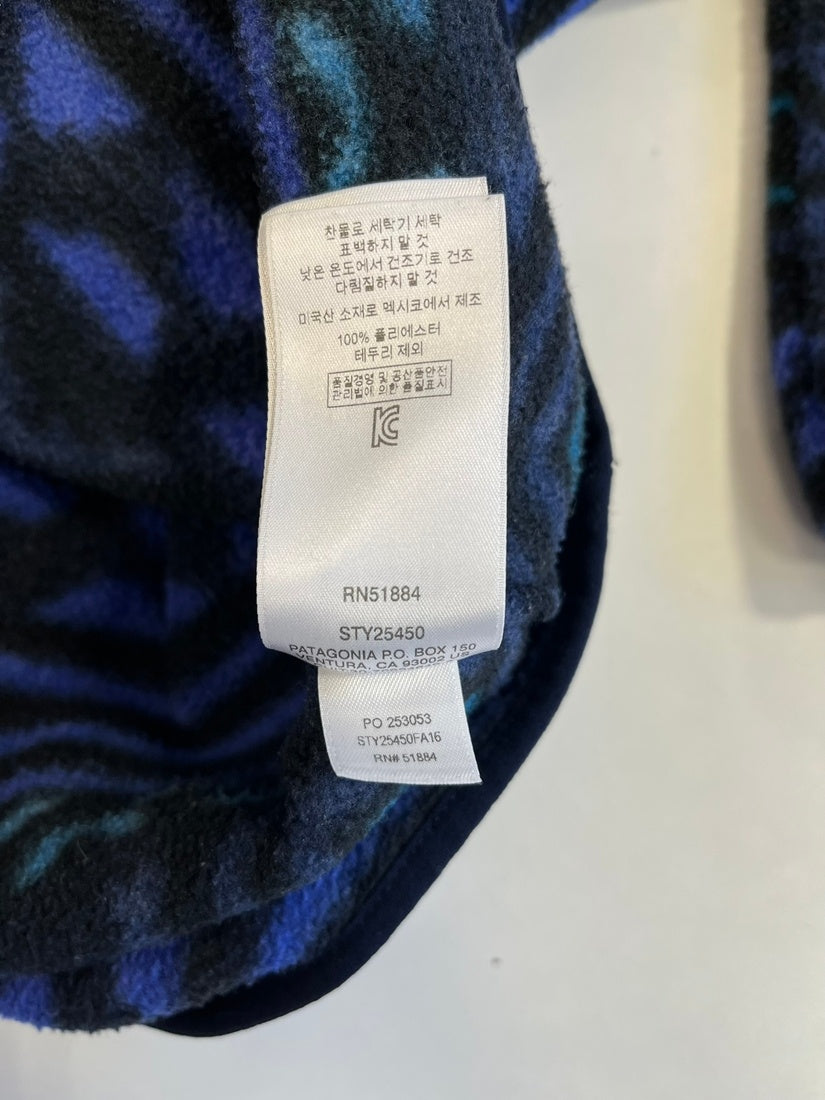 찬물로 세탁기 세탁
표백하지 말 것
낮은 온도에서 건조기로 건조
다림질하지 말 것
미국산 소재로 멕시코에서 제조
100% 폴리에스터
테두리 제외
품질경영 및 공산품안전
관리법에 의한 품질표시
RN51884
STY25450
PATAGONIA P.O. BOX 150
VENTURA, CA 93002 US
PO 253053
STY25450FA16
RN# 51884